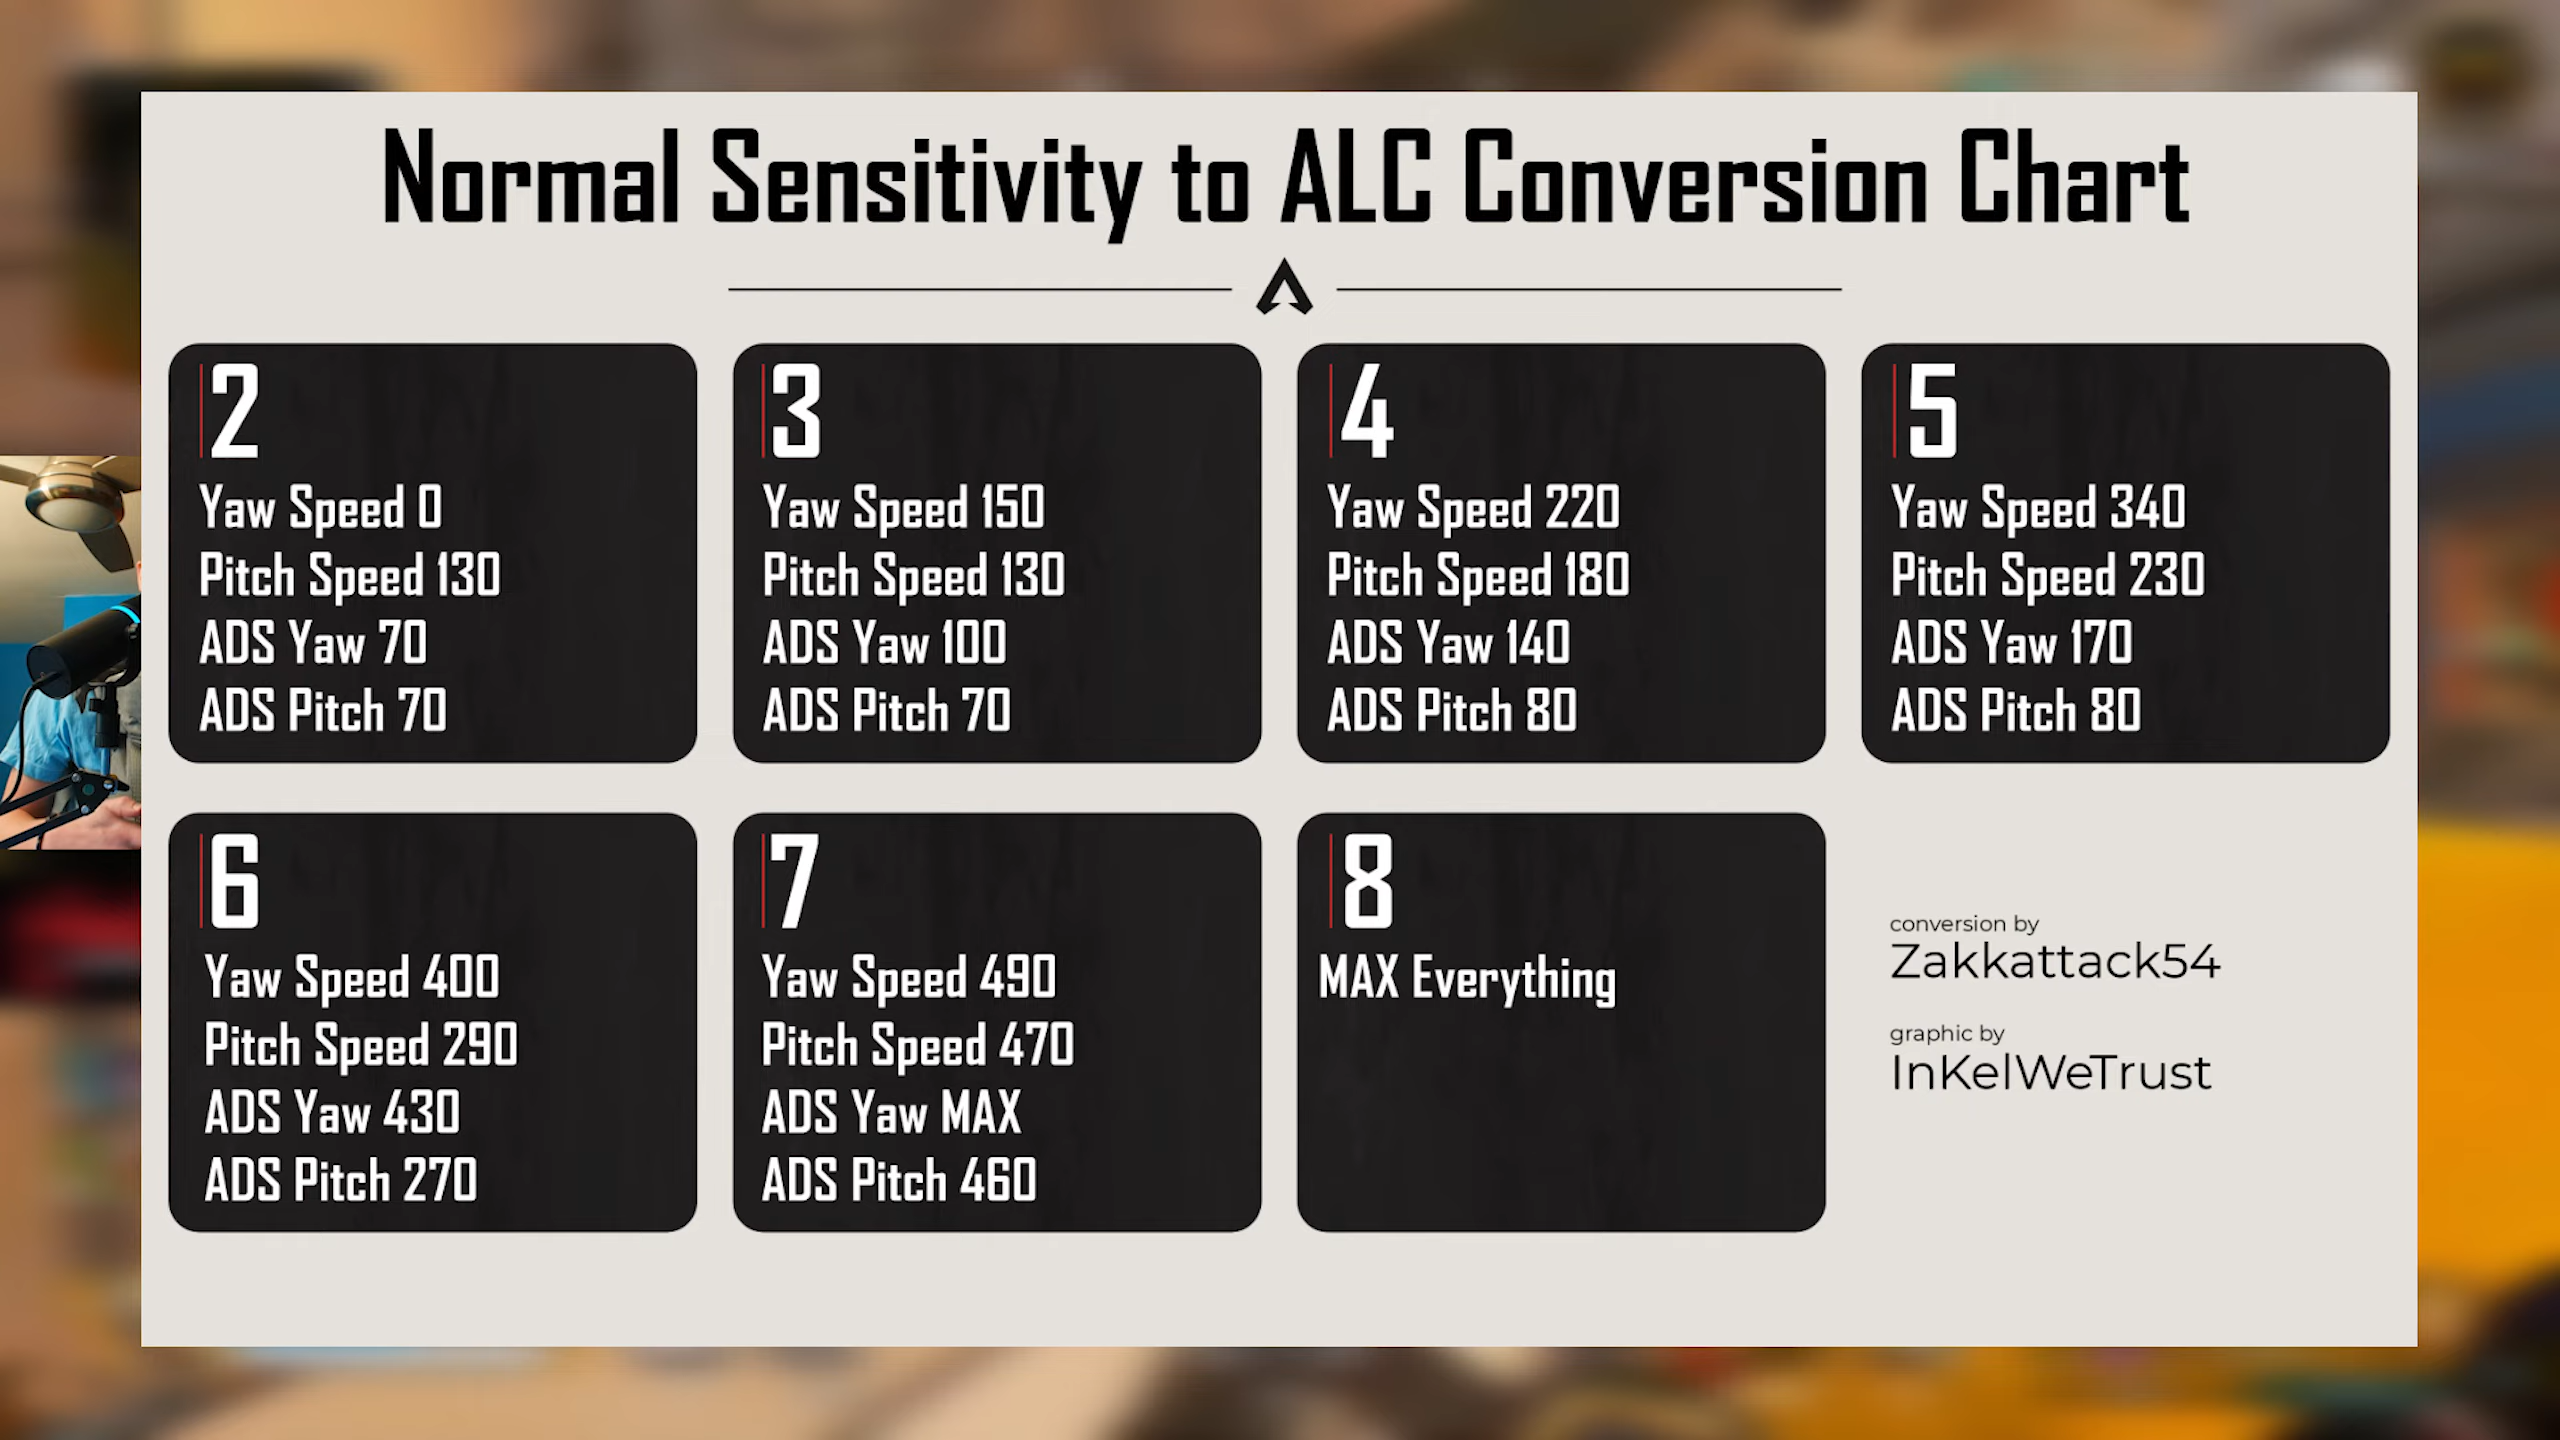 Normal Sensitivity to ALC Conversion Chart
2
Yaw Speed 0
Pitch Speed 130
ADS Yaw 70
ADS Pitch 70
3
Yaw Speed 150
Pitch Speed 130
ADS Yaw 100
ADS Pitch 70
4
Yaw Speed 220
Pitch Speed 180
ADS Yaw 140
ADS Pitch 80
5
Yaw Speed 340
Pitch Speed 230
ADS Yaw 170
ADS Pitch 80
6
Yaw Speed 400
Pitch Speed 290
ADS Yaw 430
ADS Pitch 270
7
Yaw Speed 490
Pitch Speed 470
ADS Yaw MAX
ADS Pitch 460
8
MAX Everything
conversion by
Zakkattack54
graphic by
InKelWeTrust